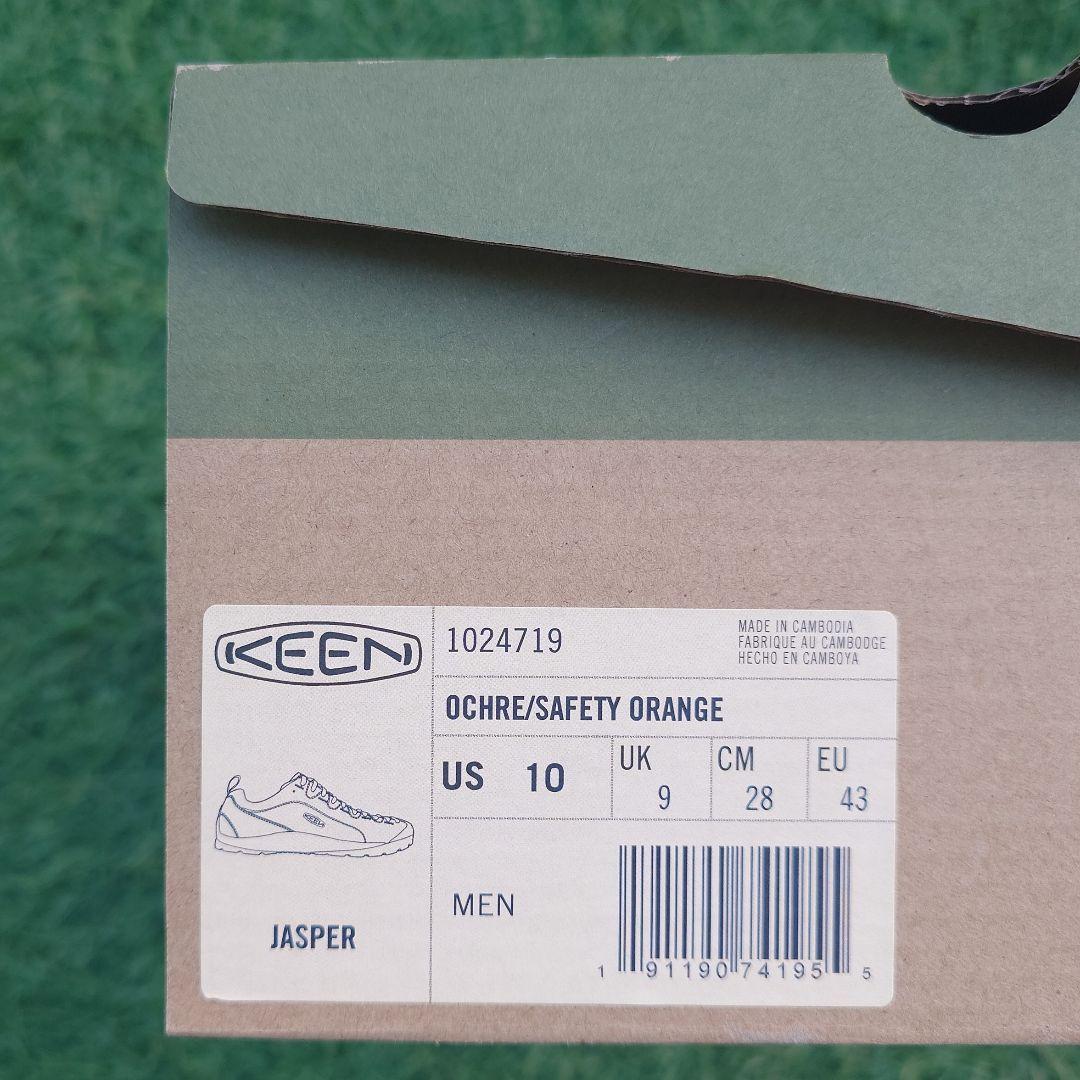 KEEN
1024719
MADE IN CAMBODIA
FABRIQUE AU CAMBODGE
HECHO EN CAMBOYA
OCHRE/SAFETY ORANGE
US 10
UK 9
CM 28
EU 43
KEEN
JASPER
MEN
1 91190 74195 5